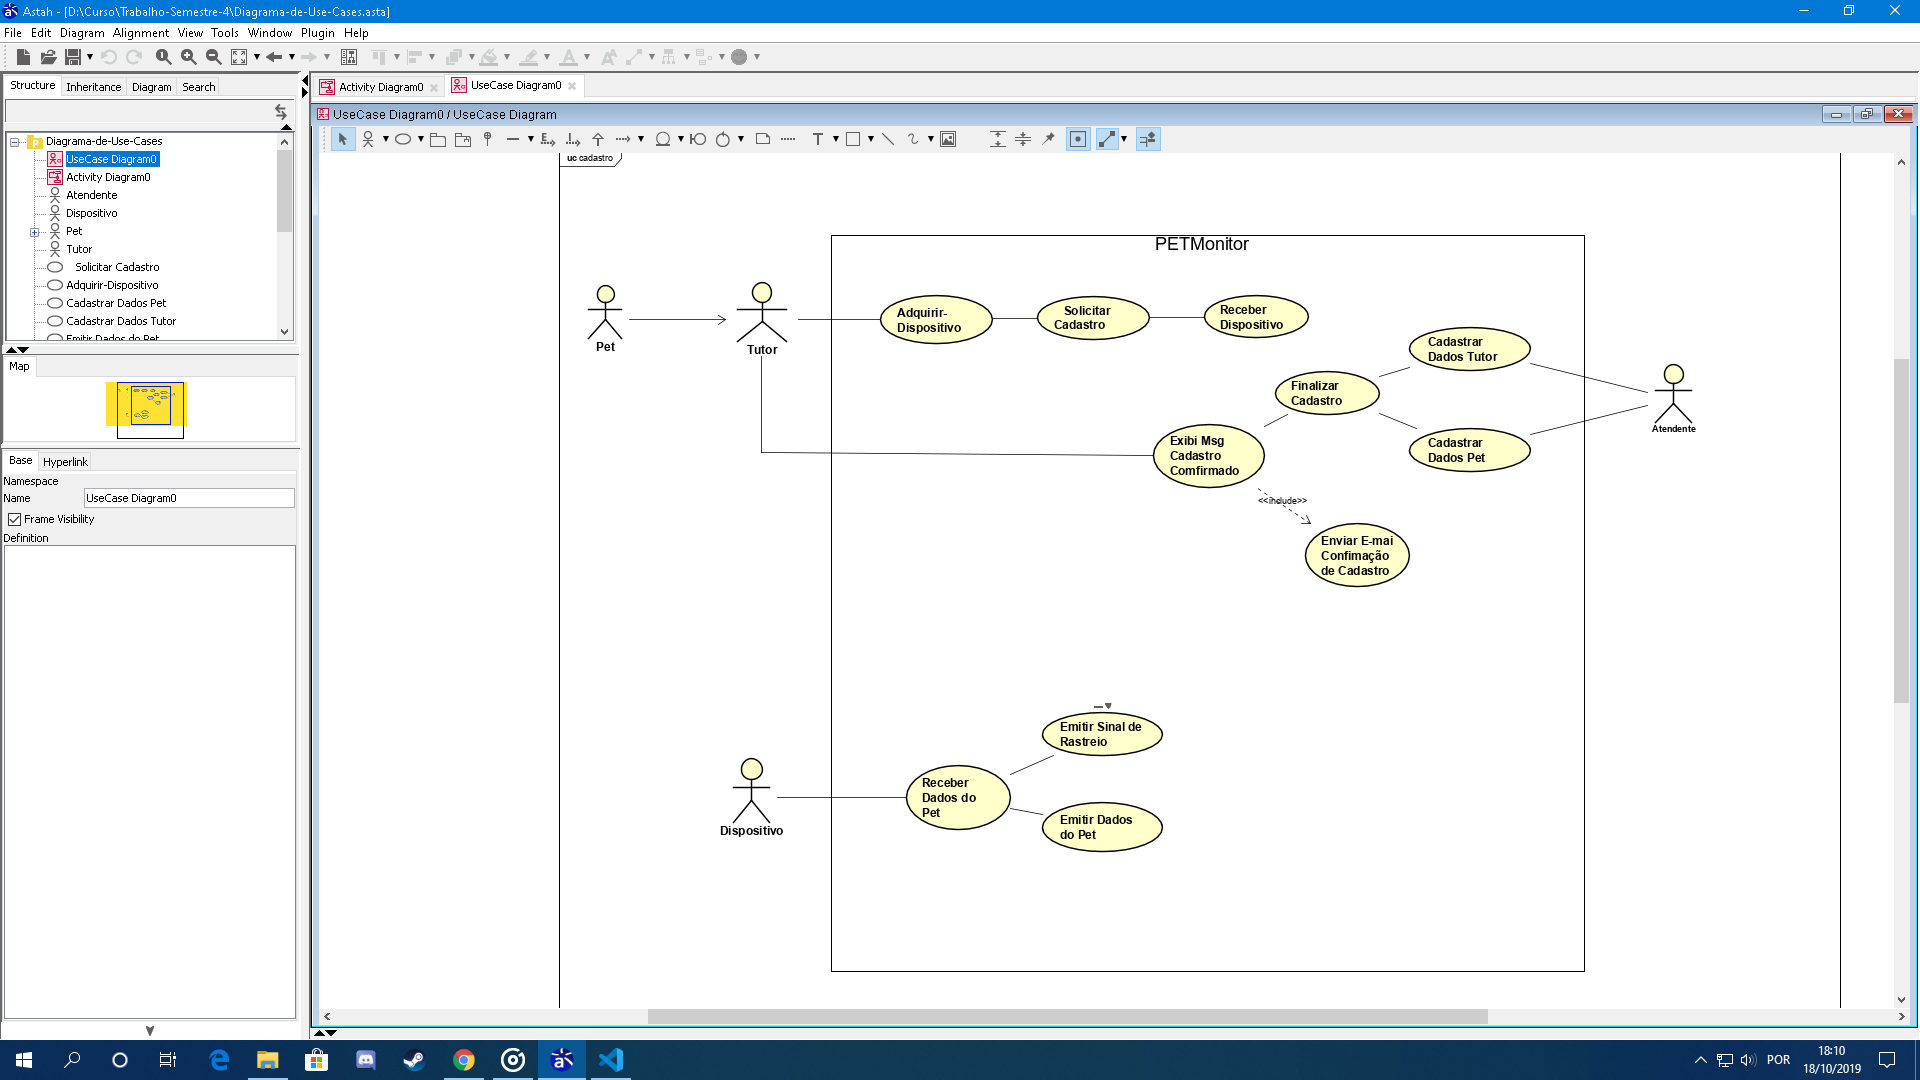 Astah - [D:\Curso\Trabalho-Semestre-4\Diagrama-de-Use-Cases.asta]
File Edit Diagram Alignment View Tools Window Plugin Help
Structure Inheritance Diagram Search
Diagrama-de-Use-Cases
UseCase Diagram0
Activity Diagram0
Atendente
Dispositivo
Pet
Tutor
Solicitar Cadastro
Adquirir-Dispositivo
Cadastrar Dados Pet
Cadastrar Dados Tutor
Emitir Dados do Pet
Map
Base Hyperlink
Namespace
Name UseCase Diagram0
Frame Visibility
Definition
Activity Diagram0 UseCase Diagram0
UseCase Diagram0 / UseCase Diagram
uc cadastro
PETMonitor
Pet
Tutor
Adquirir-
Dispositivo
Solicitar
Cadastro
Receber
Dispositivo
Cadastrar
Dados Tutor
Finalizar
Cadastro
Atendente
Exibi Msg
Cadastro
Comfirmado
Cadastrar
Dados Pet
<<include>>
Enviar E-mai
Confimação
de Cadastro
Emitir Sinal de
Rastreio
Receber
Dados do
Pet
Emitir Dados
do Pet
Dispositivo
POR
18:10
18/10/2019